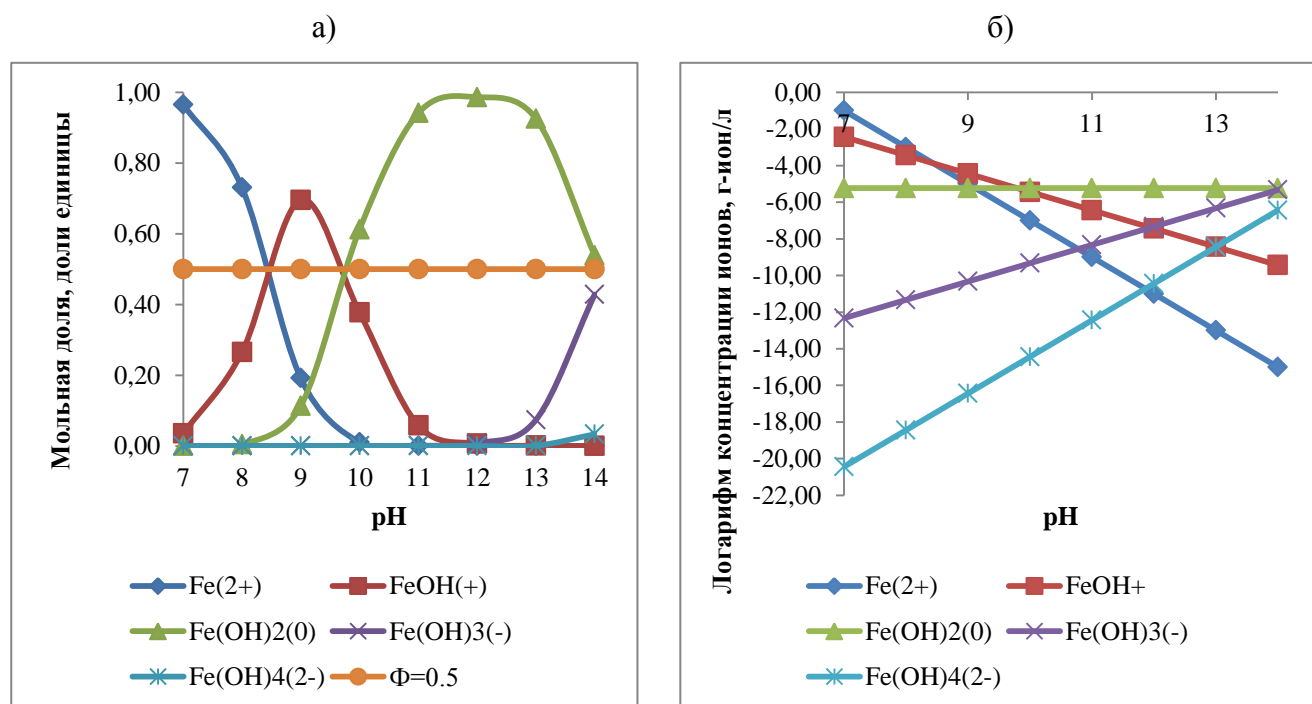 а)
б)
Мольная доля, доли единицы
1,00
0,80
0,60
0,40
0,20
0,00
7 8 9 10 11 12 13 14
рН
Fe(2+) FeOH(+)
Fe(OH)2(0) Fe(OH)3(-)
Fe(OH)4(2-) Ф=0.5
Логарифм концентрации ионов, г-ион/л
0,00
-2,00
-4,00
-6,00
-8,00
-10,00
-12,00
-14,00
-16,00
-18,00
-20,00
-22,00
7 9 11 13
рН
Fe(2+) FeOH+
Fe(OH)2(0) Fe(OH)3(-)
Fe(OH)4(2-)